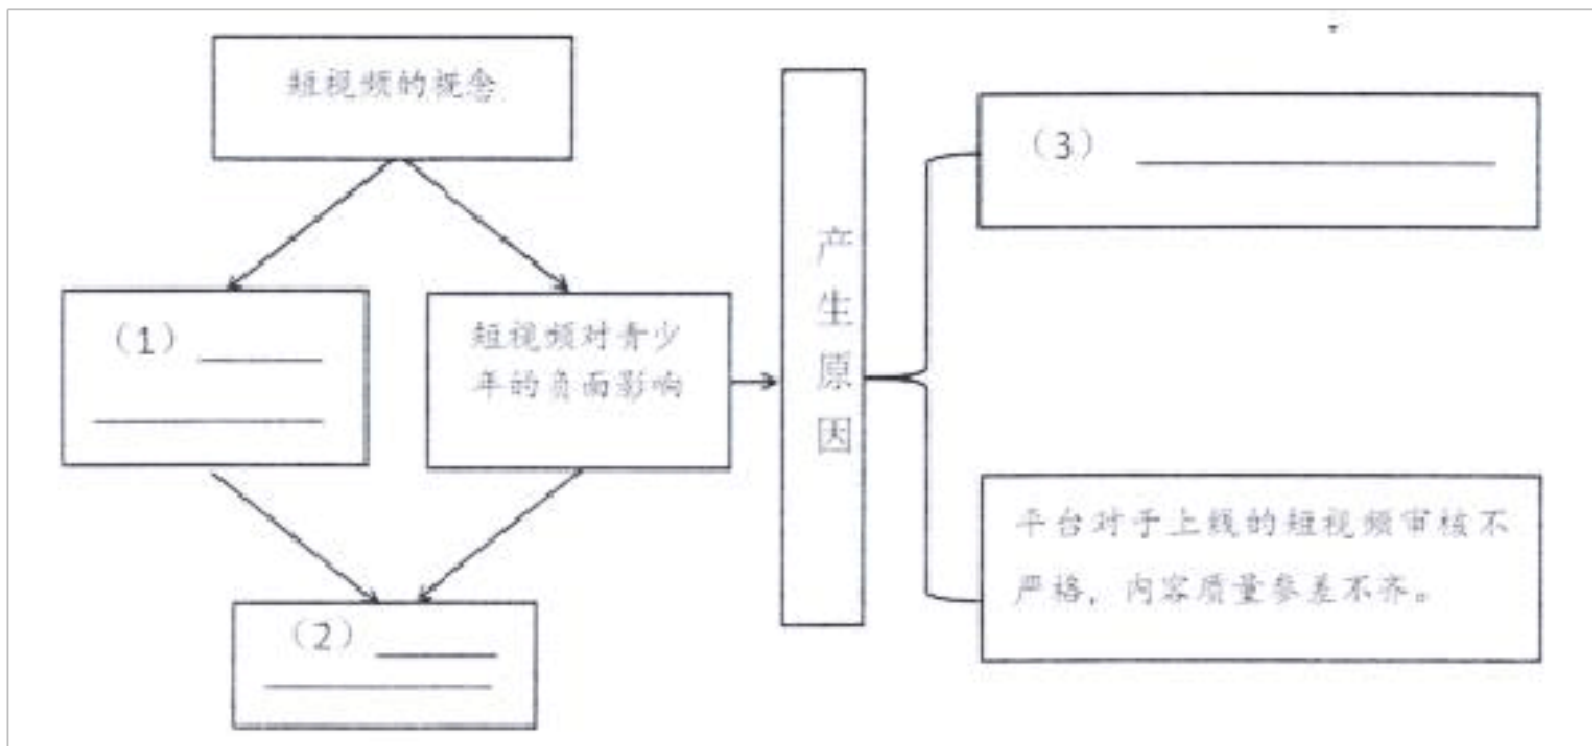 短视频的概念
(1)
短视频对青少
年的负面影响
(2)
产生原因
(3)
平台对于上线的短视频审核不
严格，内容质量参差不齐。